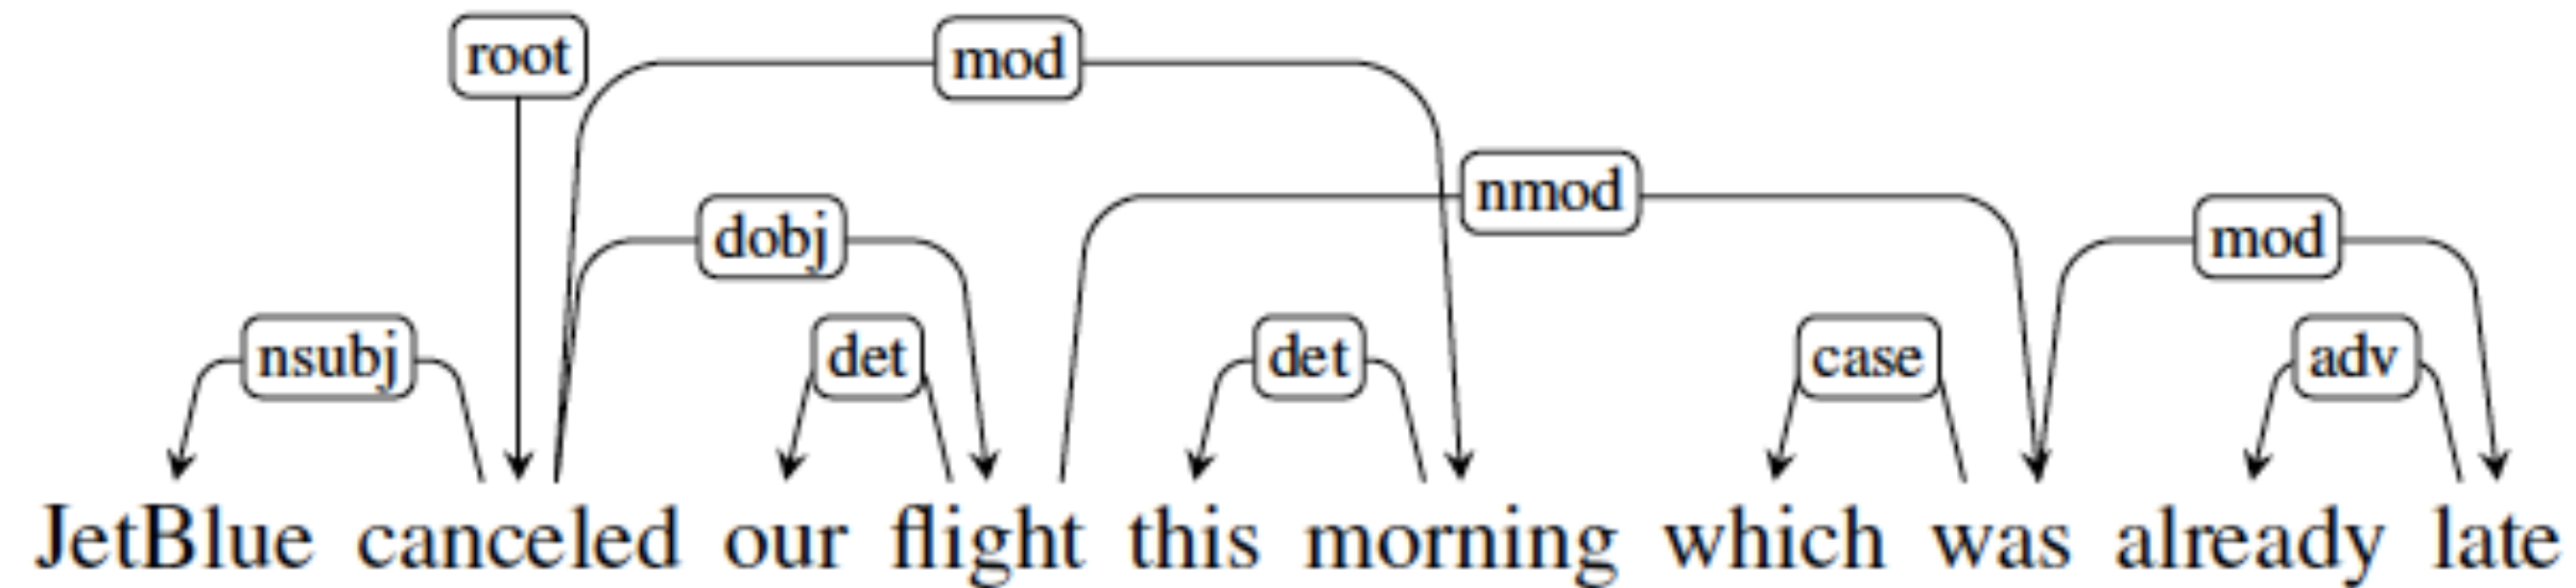 root mod
nmod
dobj mod
nsubj det det case adv
JetBlue canceled our flight this morning which was already late